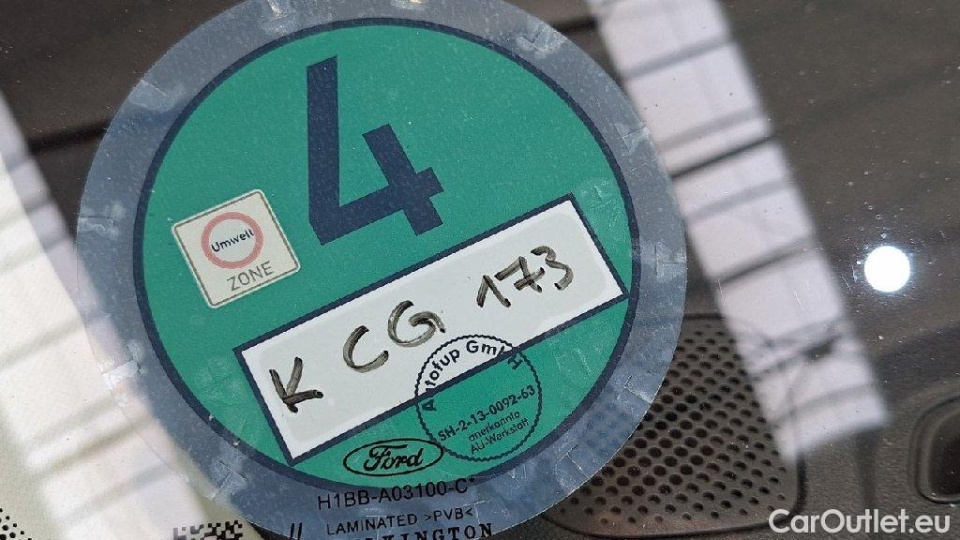 4
Umwelt
ZONE
K CG 173
Autofup GmbH
SH-2-13-0092-63
anerkannte
AU-Werkstatt
Ford
H1BB-A03100-C*
LAMINATED >PVB<
CarOutlet.eu